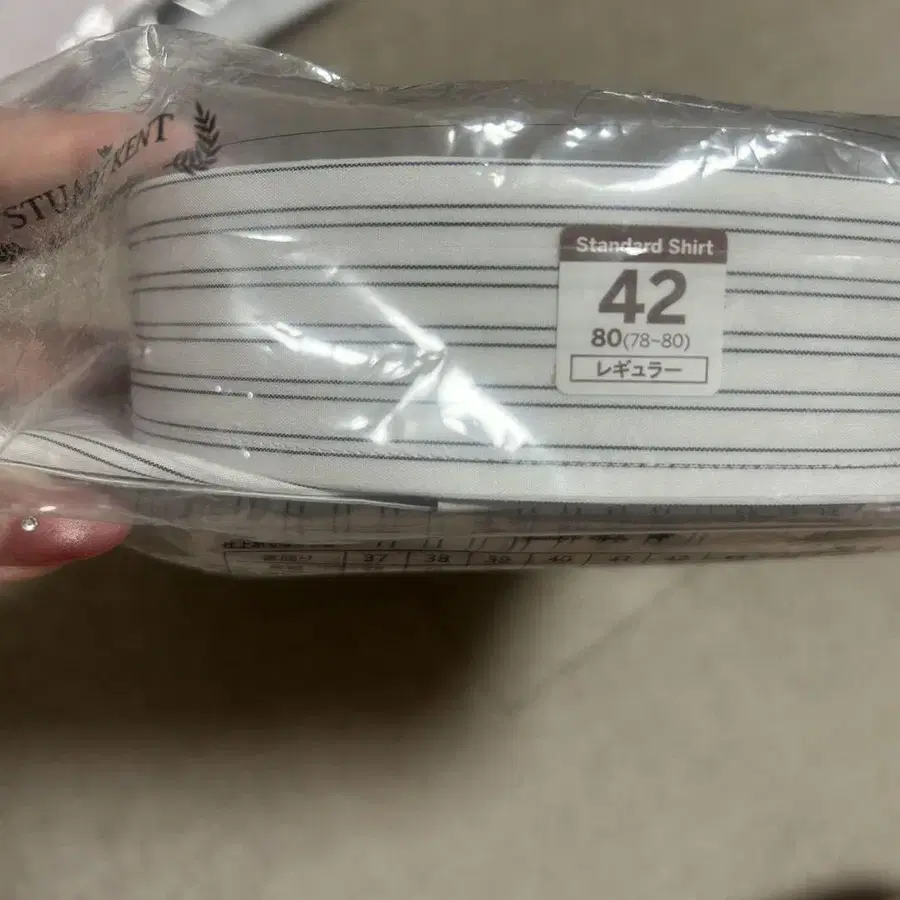 STUART KENT
Standard Shirt
42
80(78~80)
レギュラー
37 38 39 40 41 42